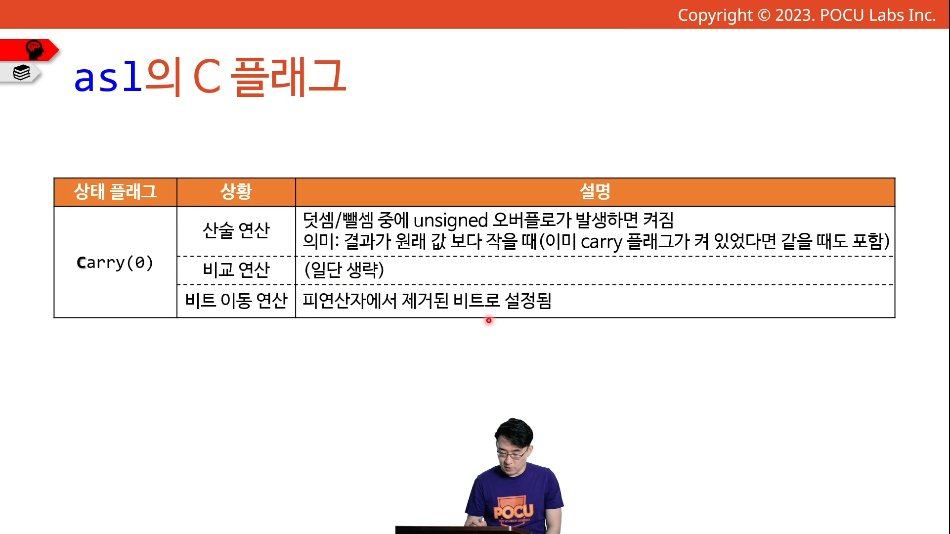 Copyright © 2023. POCU Labs Inc.
asl의 C 플래그
상태 플래그 상황 설명
Carry(0)
산술 연산
덧셈/뺄셈 중에 unsigned 오버플로가 발생하면 켜짐
의미: 결과가 원래 값 보다 작을 때(이미 carry 플래그가 켜 있었다면 같을 때도 포함)
비교 연산 (일단 생략)
비트 이동 연산 피연산자에서 제거된 비트로 설정됨
POCU